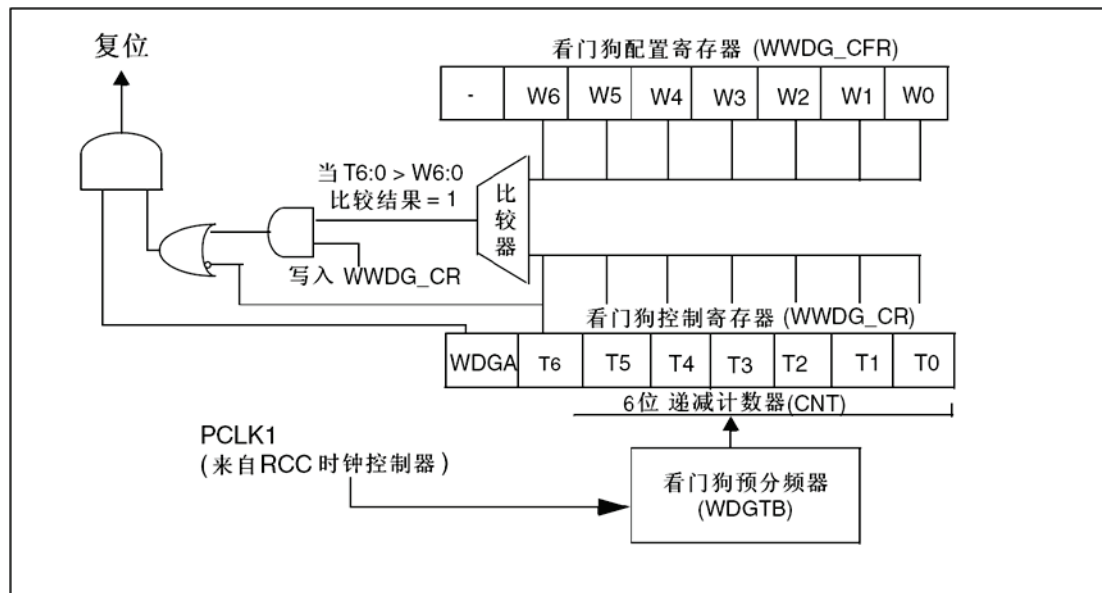 复位
看门狗配置寄存器 (WWDG_CFR)
- W6 W5 W4 W3 W2 W1 W0
当 T6:0 > W6:0
比较结果 = 1
比较器
写入 WWDG_CR
看门狗控制寄存器 (WWDG_CR)
WDGA T6 T5 T4 T3 T2 T1 T0
6位 递减计数器(CNT)
PCLK1
(来自RCC 时钟控制器)
看门狗预分频器
(WDGTB)